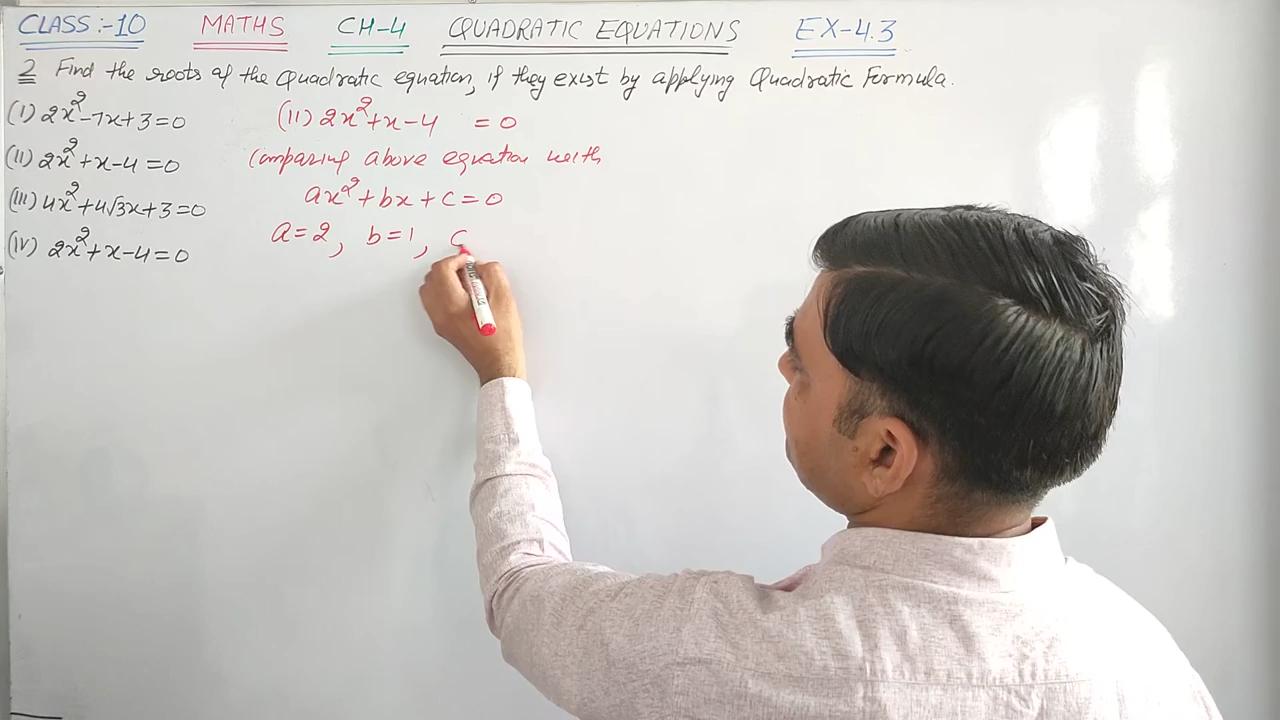 CLASS:-10 MATHS CH-4 QUADRATIC EQUATIONS EX-4.3
2 Find the roots of the Quadratic equation, if they exist by applying Quadratic Formula.
(I) 2x²-7x+3=0
(II) 2x²+x-4=0
(III) 4x²+4√3x+3=0
(IV) 2x²+x-4=0
(II) 2x²+x-4 =0
Comparing above equation with
ax²+bx+c=0
a=2, b=1, c